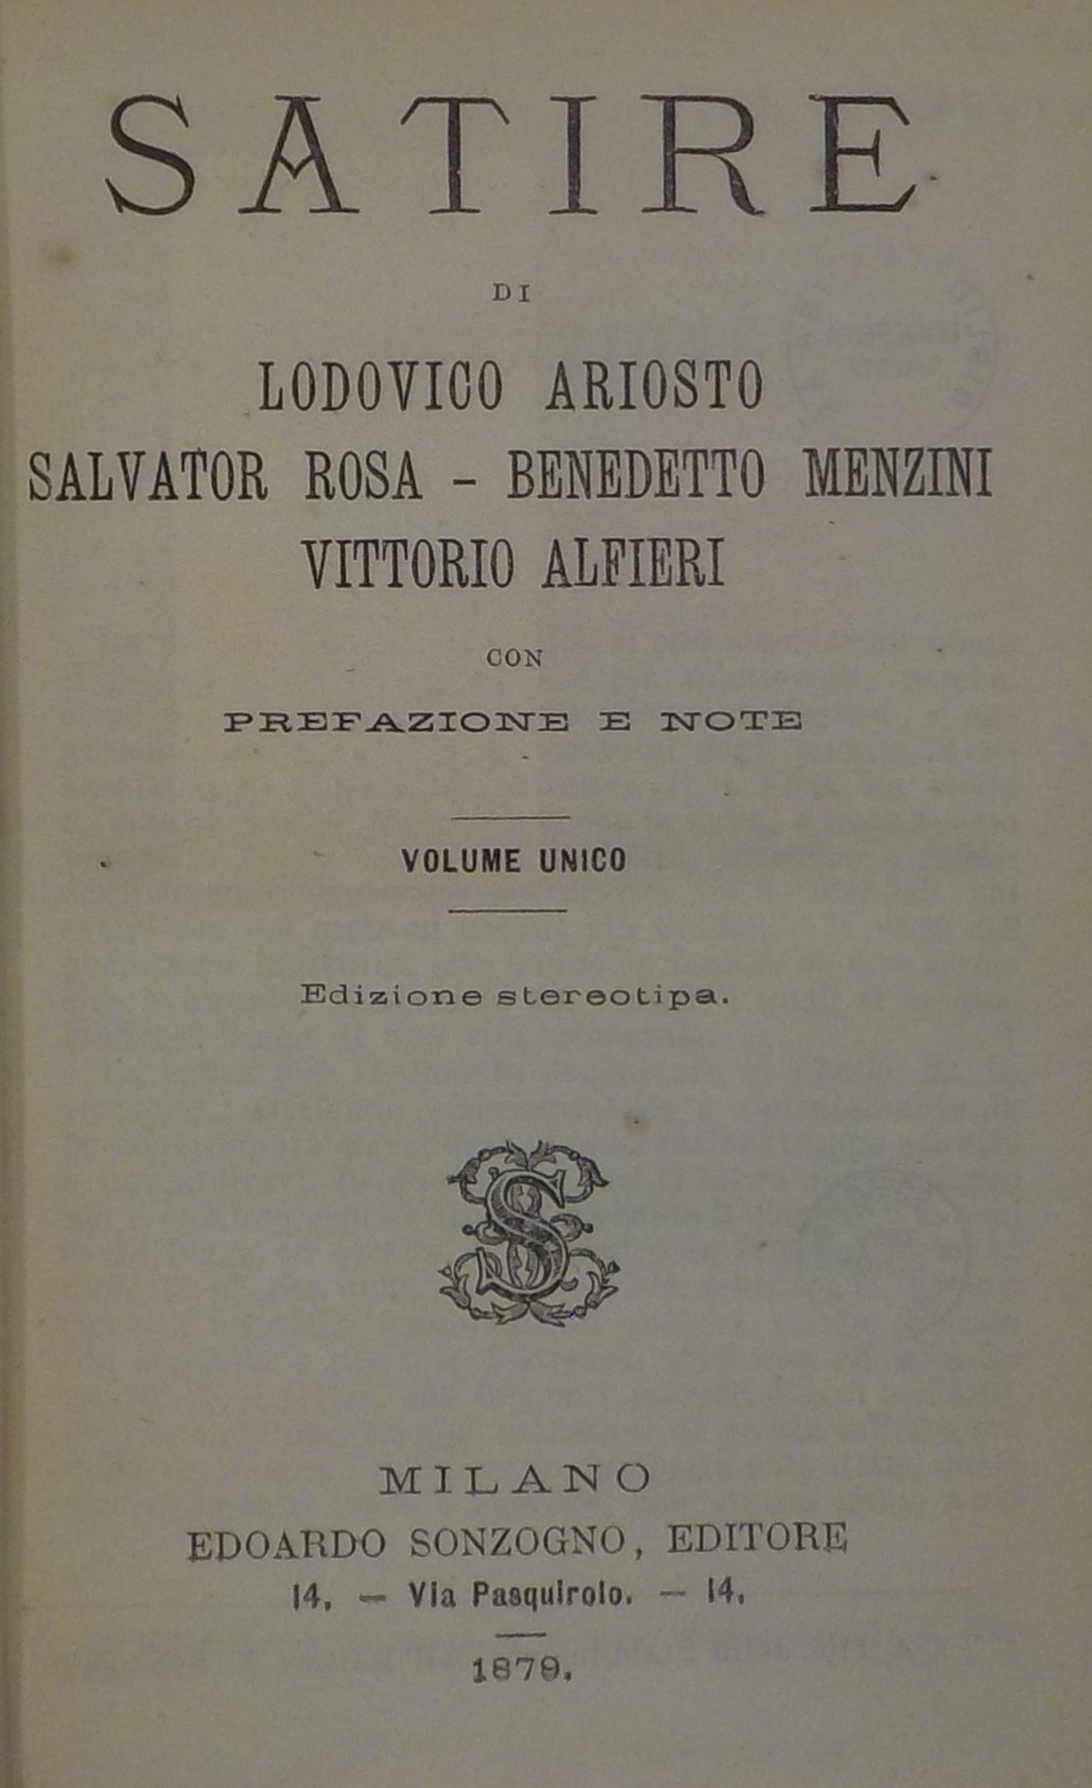 SATIRE
DI
LODOVICO ARIOSTO
SALVATOR ROSA - BENEDETTO MENZINI
VITTORIO ALFIERI
CON
PREFAZIONE E NOTE
VOLUME UNICO
Edizione stereotipa.
MILANO
EDOARDO SONZOGNO, EDITORE
14. — Via Pasquirolo. — 14.
1879.